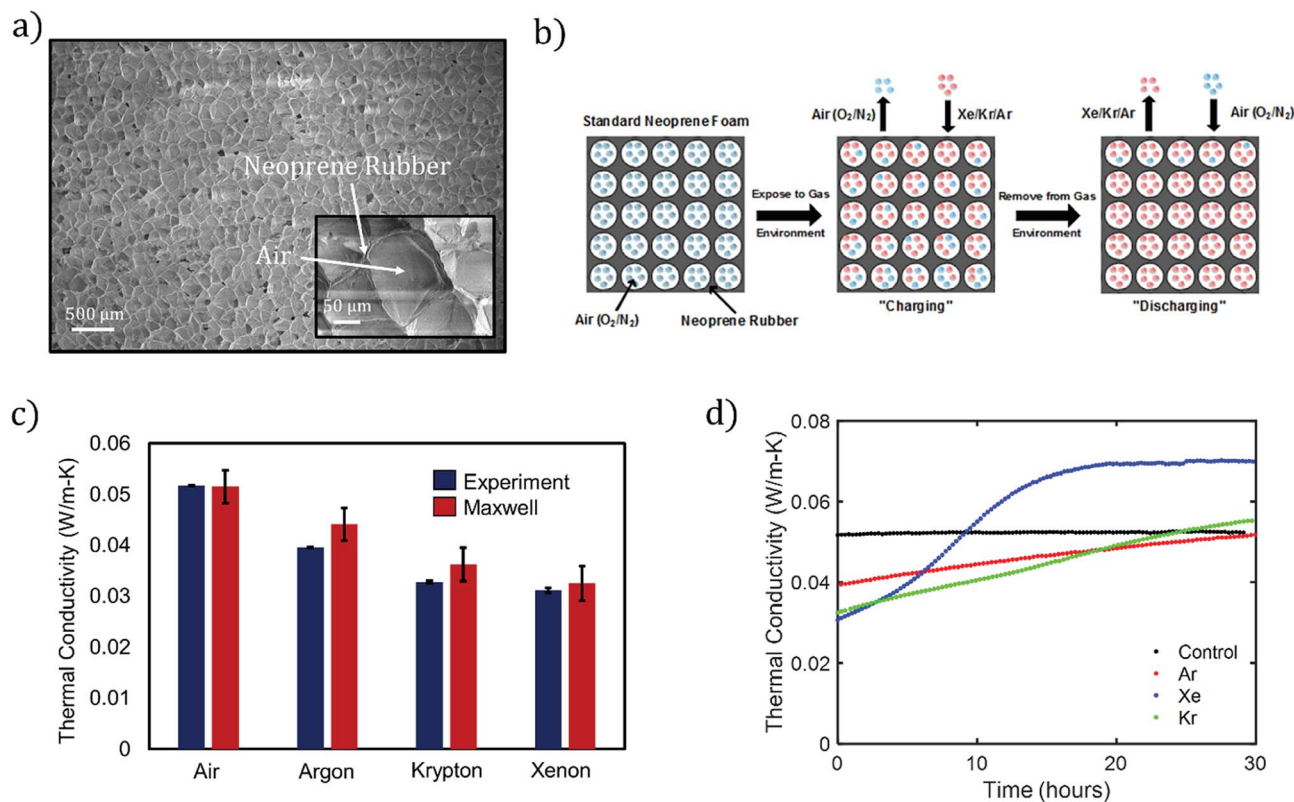 a)
Neoprene Rubber
Air
500 μm
50 μm
b)
Standard Neoprene Foam
Air (O₂/N₂)
Neoprene Rubber
Expose to Gas
Environment
Air (O₂/N₂)
Xe/Kr/Ar
"Charging"
Remove from Gas
Environment
Xe/Kr/Ar
Air (O₂/N₂)
"Discharging"
c)
Thermal Conductivity (W/m-K)
0.06
0.05
0.04
0.03
0.02
0.01
0
Experiment
Maxwell
Air
Argon
Krypton
Xenon
d)
Thermal Conductivity (W/m-K)
0.08
0.06
0.04
0.02
0
Control
Ar
Xe
Kr
0
10
20
30
Time (hours)